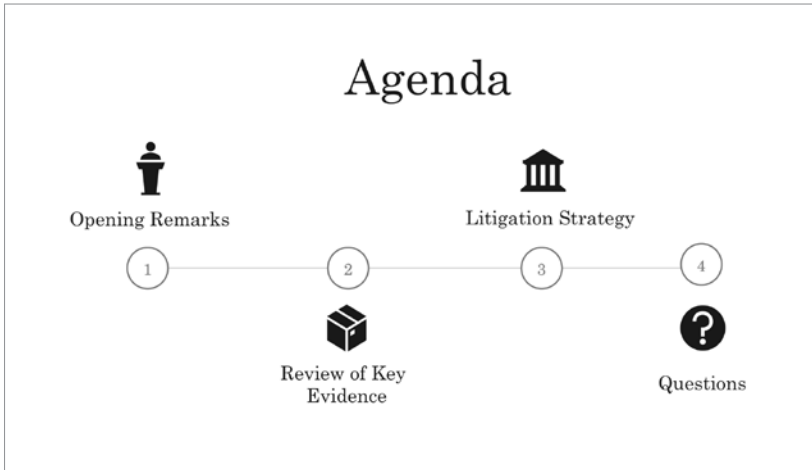 Agenda
Opening Remarks
1
2
Review of Key
Evidence
Litigation Strategy
3
4
?
Questions